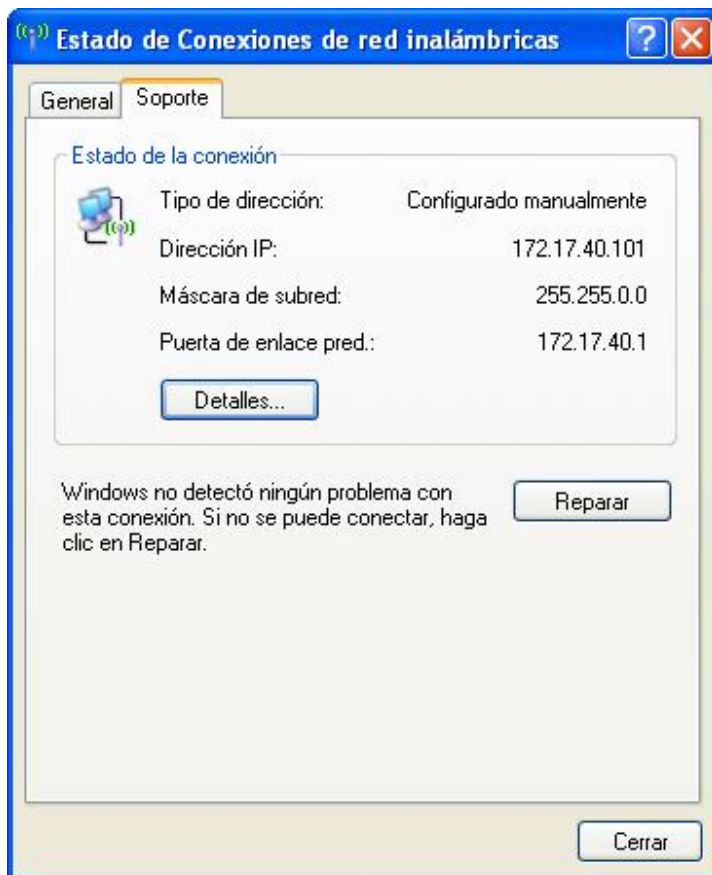 Estado de Conexiones de red inalámbricas
General
Soporte
Estado de la conexión
Tipo de dirección: Configurado manualmente
Dirección IP: 172.17.40.101
Máscara de subred: 255.255.0.0
Puerta de enlace pred.: 172.17.40.1
Detalles...
Windows no detectó ningún problema con
esta conexión. Si no se puede conectar, haga
clic en Reparar.
Reparar
Cerrar